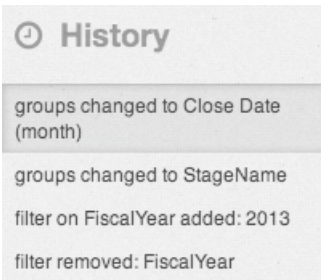 History
groups changed to Close Date
(month)
groups changed to StageName
filter on FiscalYear added: 2013
filter removed: FiscalYear